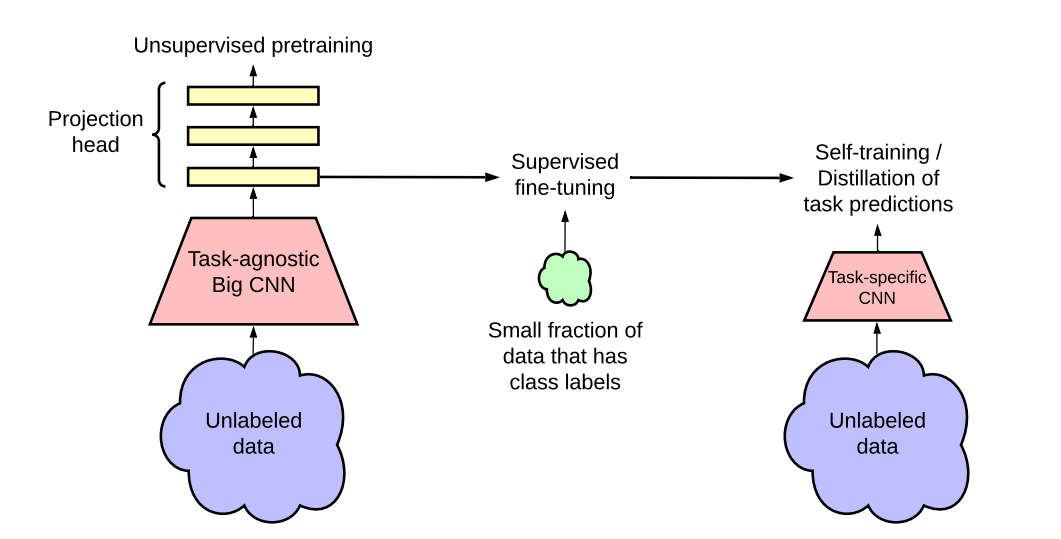 Unsupervised pretraining
Projection
head
Task-agnostic
Big CNN
Unlabeled
data
Supervised
fine-tuning
Small fraction of
data that has
class labels
Self-training /
Distillation of
task predictions
Task-specific
CNN
Unlabeled
data